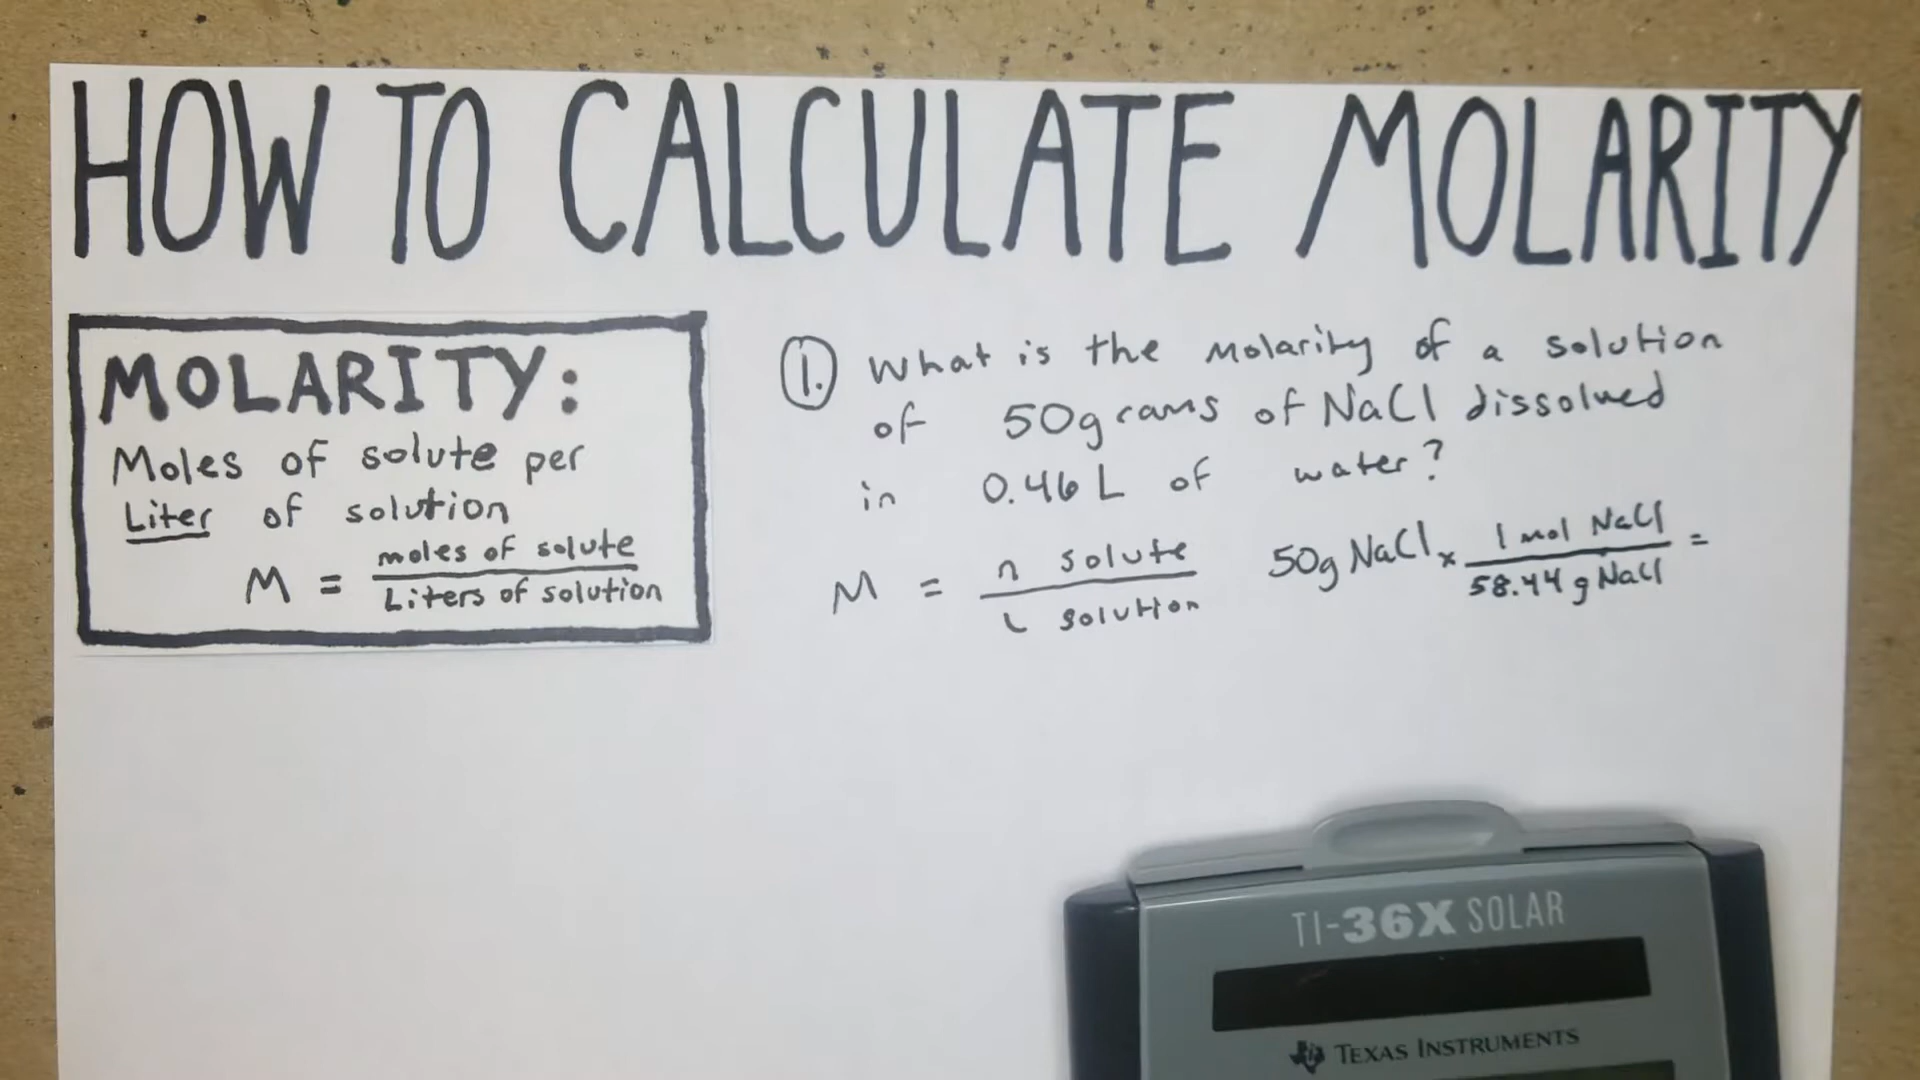 HOW TO CALCULATE MOLARITY
MOLARITY:
Moles of solute per
Liter of solution
M = moles of solute / Liters of solution
1. What is the molarity of a solution
of 50grams of NaCl dissolved
in 0.46 L of water?
M = n solute / L solution
50g NaCl x 1 mol NaCl / 58.44 g NaCl =
TI-36X SOLAR
TEXAS INSTRUMENTS